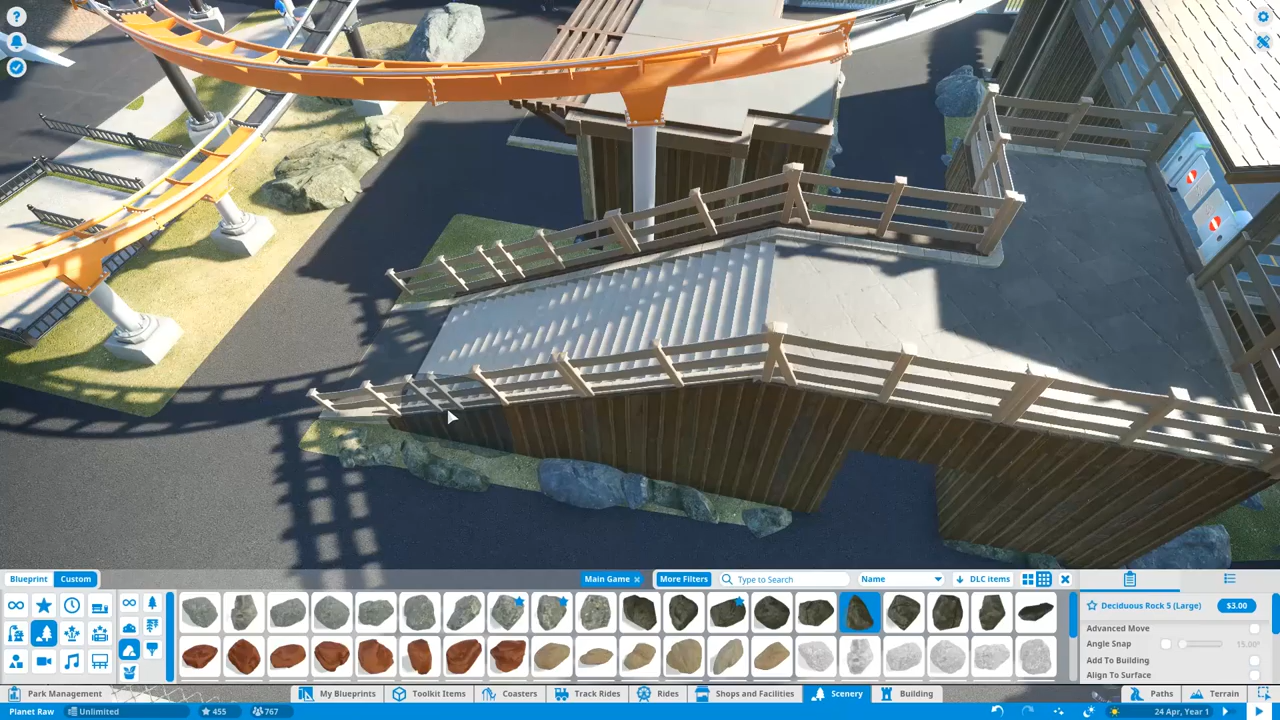 Blueprint Custom Main Game × More Filters Type to Search Name DLC items
Deciduous Rock 5 (Large) $3.00
Advanced Move
Angle Snap 15.00°
Add To Building
Align To Surface
Park Management My Blueprints Toolkit Items Coasters Track Rides Rides Shops and Facilities Scenery Building Paths Terrain
Planet Raw Unlimited 455 767 24 Apr, Year 1